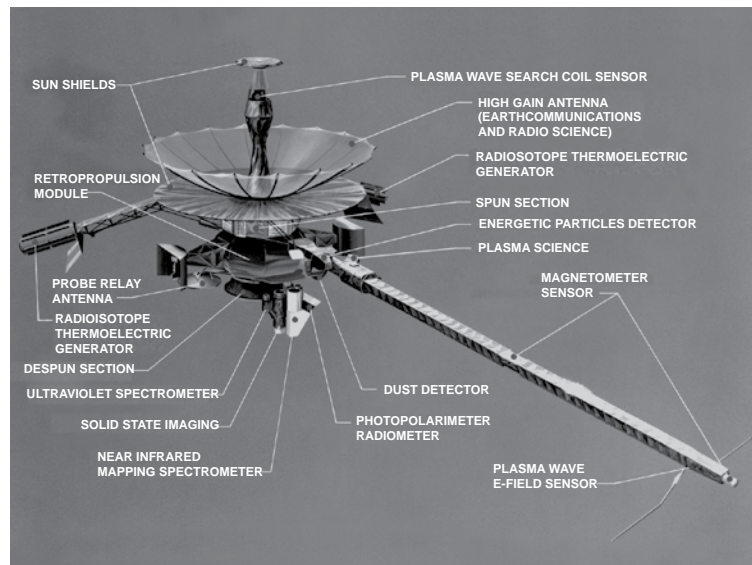 SUN SHIELDS
PLASMA WAVE SEARCH COIL SENSOR
HIGH GAIN ANTENNA
(EARTHCOMMUNICATIONS
AND RADIO SCIENCE)
RADIOSOTOPE THERMOELECTRIC
GENERATOR
RETROPROPULSION
MODULE
SPUN SECTION
ENERGETIC PARTICLES DETECTOR
PLASMA SCIENCE
MAGNETOMETER
SENSOR
PROBE RELAY
ANTENNA
RADIOISOTOPE
THERMOELECTRIC
GENERATOR
DESPUN SECTION
ULTRAVIOLET SPECTROMETER
DUST DETECTOR
SOLID STATE IMAGING
PHOTOPOLARIMETER
RADIOMETER
NEAR INFRARED
MAPPING SPECTROMETER
PLASMA WAVE
E-FIELD SENSOR